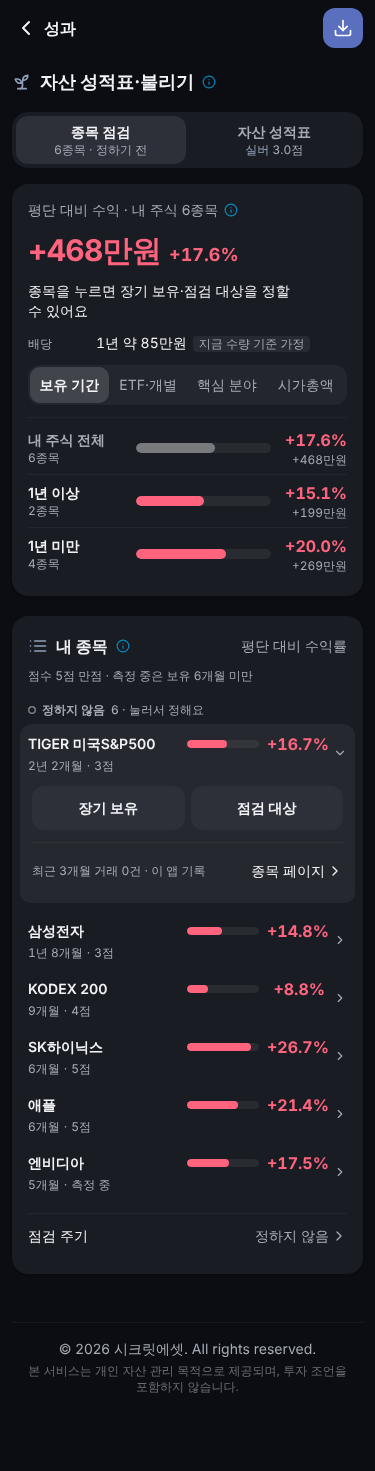 성과
자산 성적표·불리기
종목 점검
6종목 · 정하기 전
자산 성적표
실버 3.0점
평단 대비 수익 · 내 주식 6종목
+468만원 +17.6%
종목을 누르면 장기 보유·점검 대상을 정할
수 있어요
배당 1년 약 85만원 지금 수량 기준 가정
보유 기간 ETF·개별 핵심 분야 시가총액
내 주식 전체 +17.6%
6종목 +468만원
1년 이상 +15.1%
2종목 +199만원
1년 미만 +20.0%
4종목 +269만원
내 종목 평단 대비 수익률
점수 5점 만점 · 측정 중은 보유 6개월 미만
정하지 않음 6 · 눌러서 정해요
TIGER 미국S&P500 +16.7%
2년 2개월 · 3점
장기 보유 점검 대상
최근 3개월 거래 0건 · 이 앱 기록 종목 페이지
삼성전자 +14.8%
1년 8개월 · 3점
KODEX 200 +8.8%
9개월 · 4점
SK하이닉스 +26.7%
6개월 · 5점
애플 +21.4%
6개월 · 5점
엔비디아 +17.5%
5개월 · 측정 중
점검 주기 정하지 않음
© 2026 시크릿에셋. All rights reserved.
본 서비스는 개인 자산 관리 목적으로 제공되며, 투자 조언을
포함하지 않습니다.